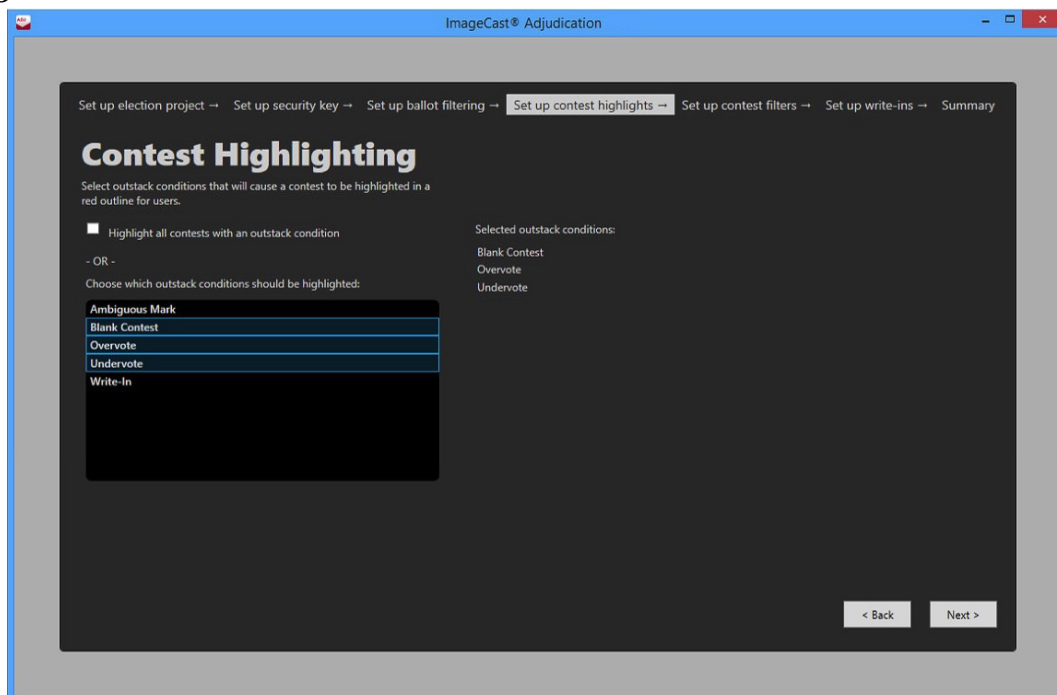 ImageCast® Adjudication
Set up election project → Set up security key → Set up ballot filtering → Set up contest highlights → Set up contest filters → Set up write-ins → Summary
Contest Highlighting
Select outstack conditions that will cause a contest to be highlighted in a
red outline for users.
Highlight all contests with an outstack condition
- OR -
Choose which outstack conditions should be highlighted:
Ambiguous Mark
Blank Contest
Overvote
Undervote
Write-In
Selected outstack conditions:
Blank Contest
Overvote
Undervote
< Back
Next >